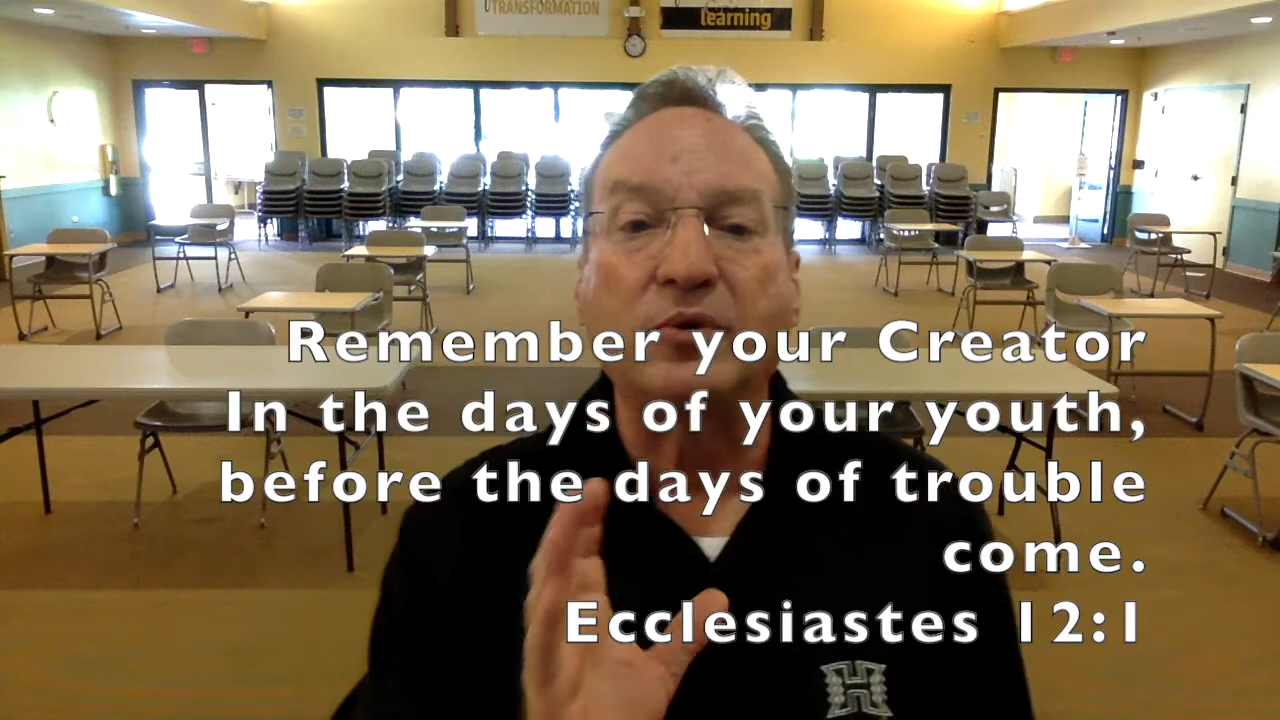 TRANSFORMATION
learning
Remember your Creator
In the days of your youth,
before the days of trouble
come.
Ecclesiastes 12:1
H